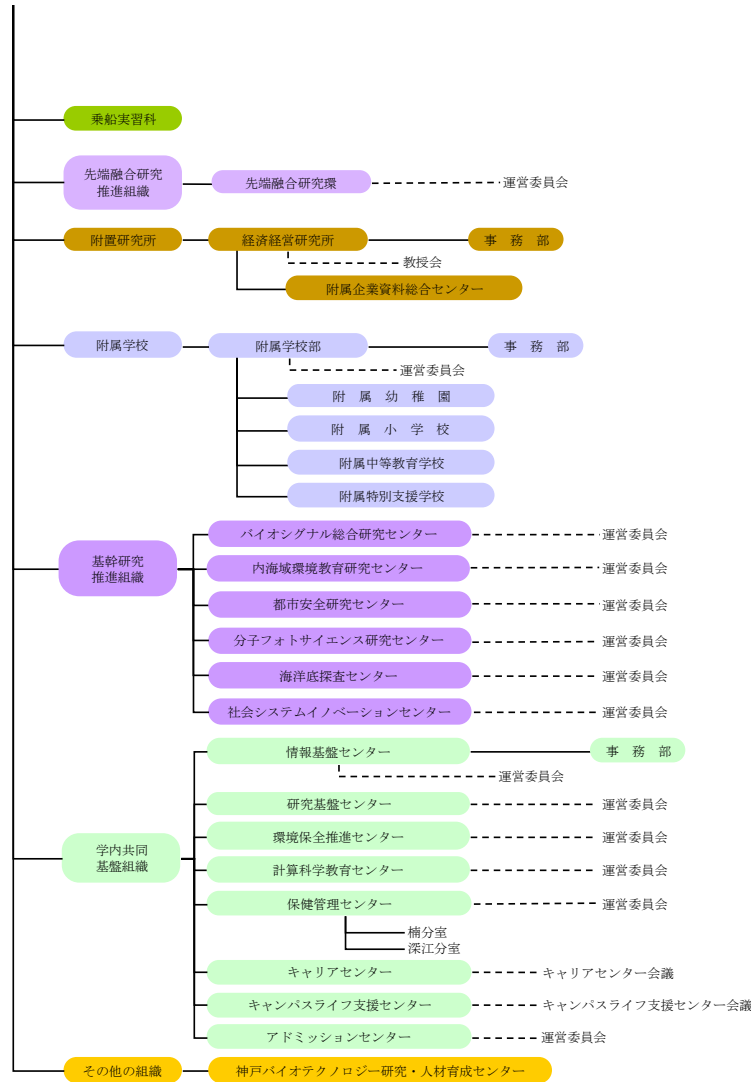 乗船実習科
先端融合研究
推進組織
先端融合研究環
運営委員会
附置研究所
経済経営研究所
事 務 部
教授会
附属企業資料総合センター
附属学校
附属学校部
事 務 部
運営委員会
附 属 幼 稚 園
附 属 小 学 校
附属中等教育学校
附属特別支援学校
基幹研究
推進組織
バイオシグナル総合研究センター
運営委員会
内海域環境教育研究センター
運営委員会
都市安全研究センター
運営委員会
分子フォトサイエンス研究センター
運営委員会
海洋底探査センター
運営委員会
社会システムイノベーションセンター
運営委員会
学内共同
基盤組織
情報基盤センター
事 務 部
運営委員会
研究基盤センター
運営委員会
環境保全推進センター
運営委員会
計算科学教育センター
運営委員会
保健管理センター
運営委員会
楠分室
深江分室
キャリアセンター
キャリアセンター会議
キャンパスライフ支援センター
キャンパスライフ支援センター会議
アドミッションセンター
運営委員会
その他の組織
神戸バイオテクノロジー研究・人材育成センター